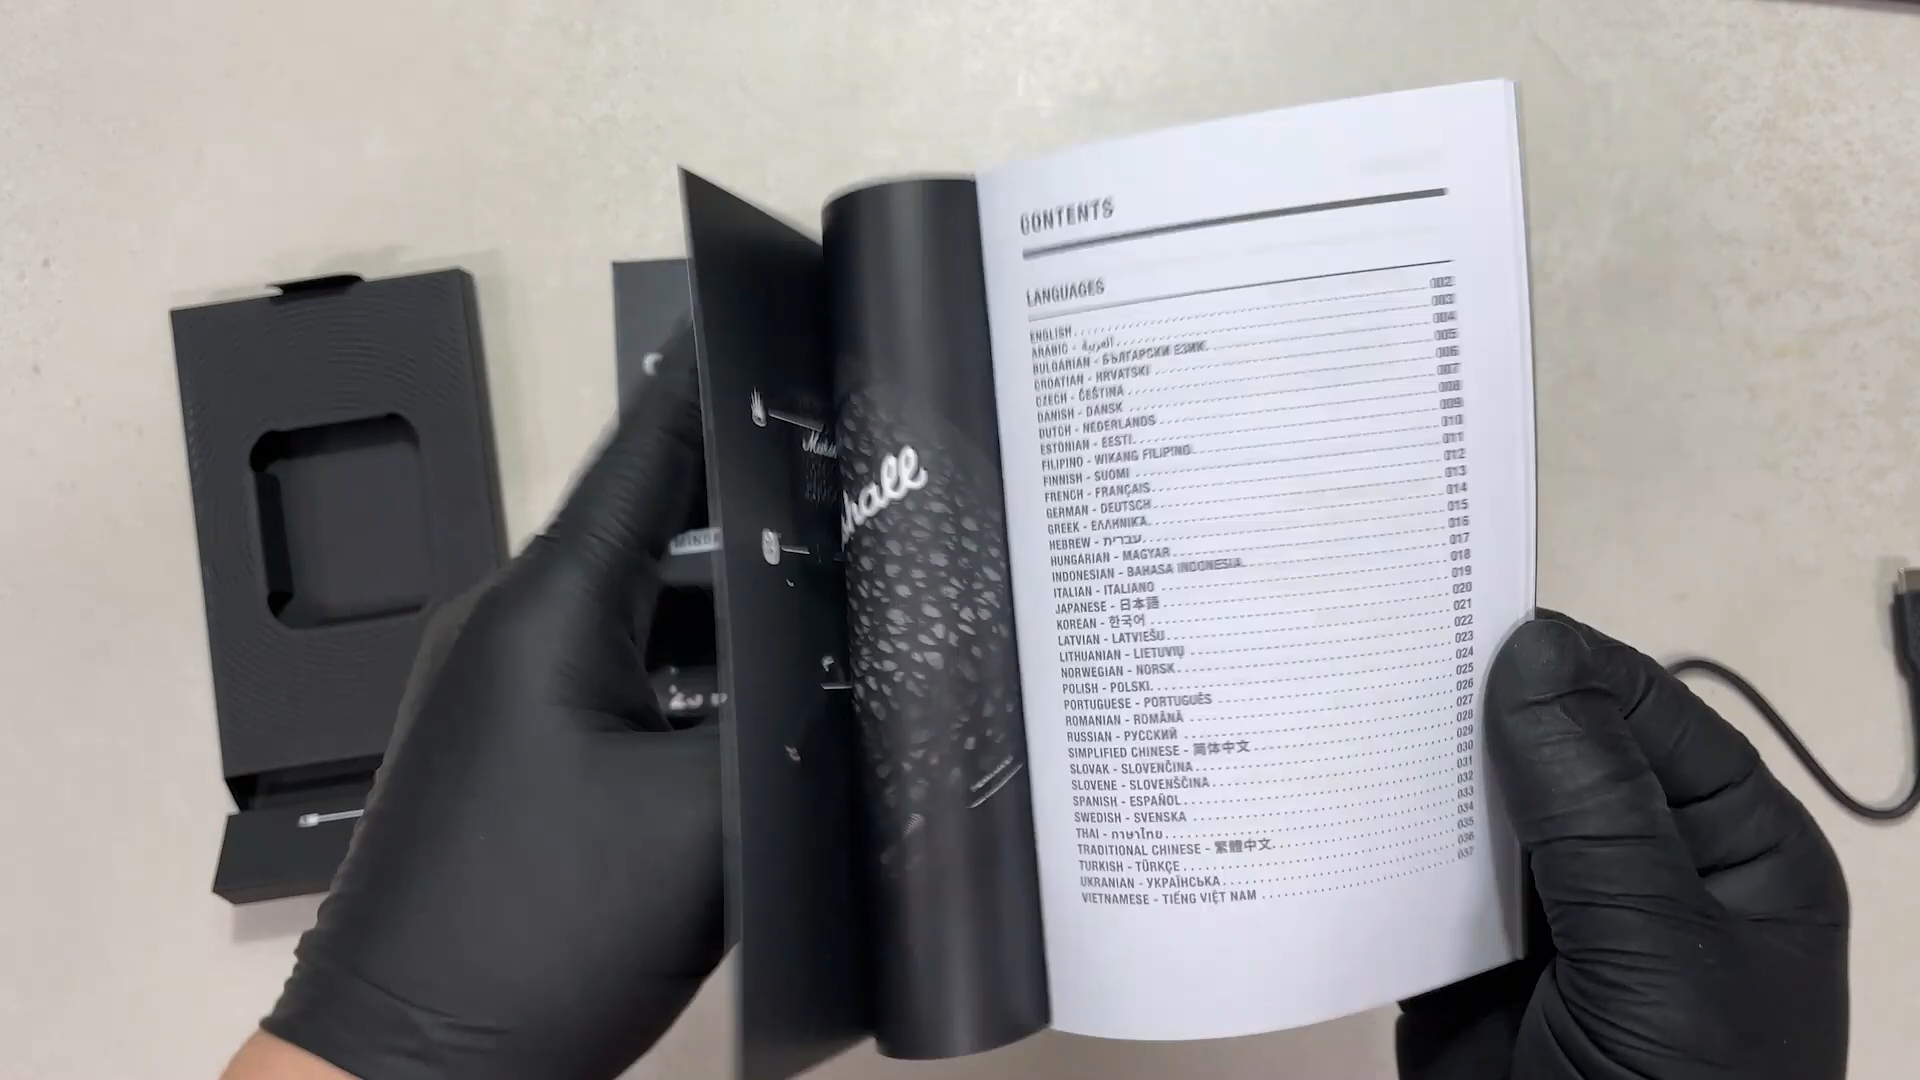 CONTENTS
LANGUAGES
ENGLISH 002
ARABIC - العربية 003
BULGARIAN - БЪЛГАРСКИ ЕЗИК 004
CROATIAN - HRVATSKI 005
CZECH - ČEŠTINA 006
DANISH - DANSK 007
DUTCH - NEDERLANDS 008
ESTONIAN - EESTI 009
FILIPINO - WIKANG FILIPINO 010
FINNISH - SUOMI 011
FRENCH - FRANÇAIS 012
GERMAN - DEUTSCH 013
GREEK - ΕΛΛΗΝΙΚΑ 014
HEBREW - עברית 015
HUNGARIAN - MAGYAR 016
INDONESIAN - BAHASA INDONESIA 017
ITALIAN - ITALIANO 018
JAPANESE - 日本語 019
KOREAN - 한국어 020
LATVIAN - LATVIEŠU 021
LITHUANIAN - LIETUVIŲ 022
NORWEGIAN - NORSK 023
POLISH - POLSKI 024
PORTUGUESE - PORTUGUÊS 025
ROMANIAN - ROMÂNĂ 026
RUSSIAN - РУССКИЙ 027
SIMPLIFIED CHINESE - 简体中文 028
SLOVAK - SLOVENČINA 029
SLOVENE - SLOVENŠČINA 030
SPANISH - ESPAÑOL 031
SWEDISH - SVENSKA 032
THAI - ภาษาไทย 033
TRADITIONAL CHINESE - 繁體中文 034
TURKISH - TÜRKÇE 035
UKRANIAN - УКРАЇНСЬКА 036
VIETNAMESE - TIẾNG VIỆT NAM 037
shall